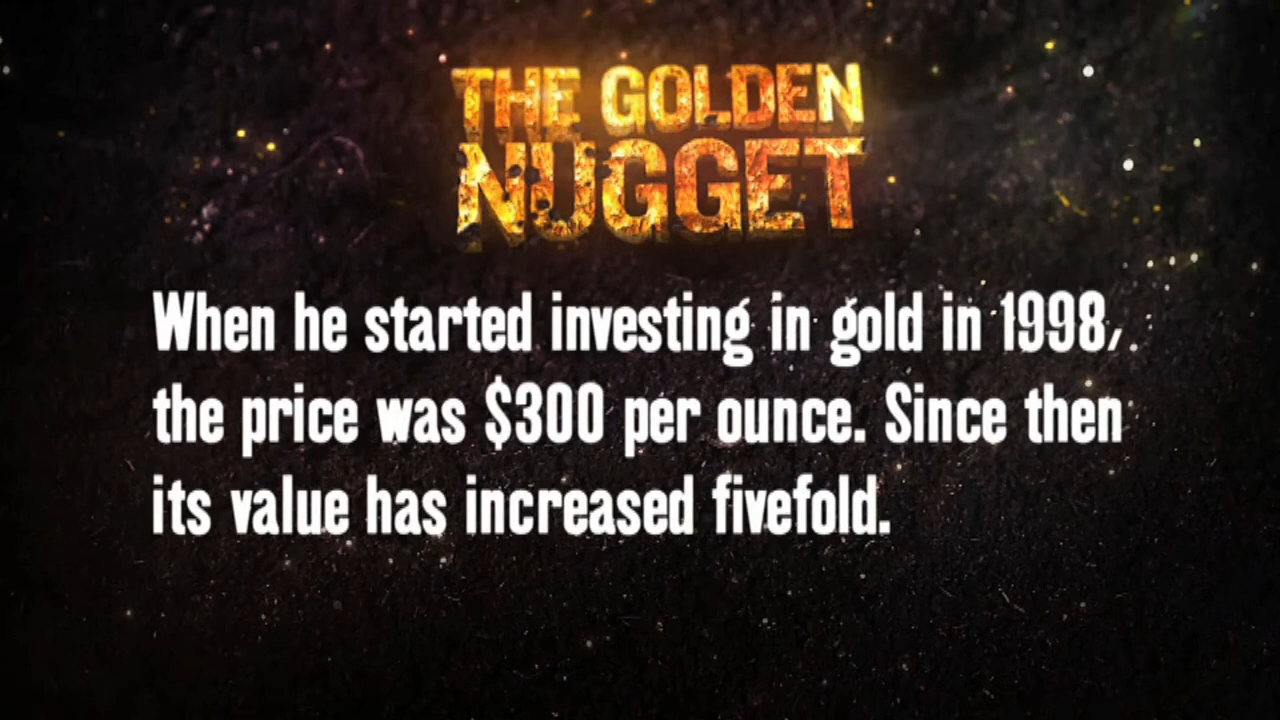 THE GOLDEN
NUGGET
When he started investing in gold in 1998,
the price was $300 per ounce. Since then
its value has increased fivefold.